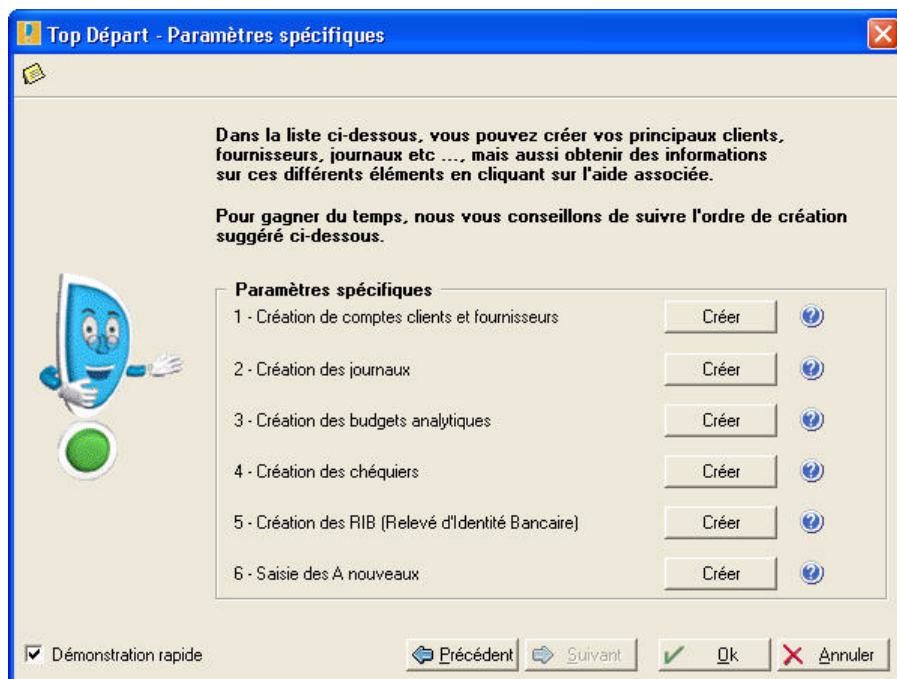 Top Départ - Paramètres spécifiques
Dans la liste ci-dessous, vous pouvez créer vos principaux clients,
fournisseurs, journaux etc ..., mais aussi obtenir des informations
sur ces différents éléments en cliquant sur l'aide associée.
Pour gagner du temps, nous vous conseillons de suivre l'ordre de création
suggéré ci-dessous.
Paramètres spécifiques
1 - Création de comptes clients et fournisseurs Créer
2 - Création des journaux Créer
3 - Création des budgets analytiques Créer
4 - Création des chéquiers Créer
5 - Création des RIB (Relevé d'Identité Bancaire) Créer
6 - Saisie des A nouveaux Créer
Démonstration rapide Précédent Suivant Ok Annuler